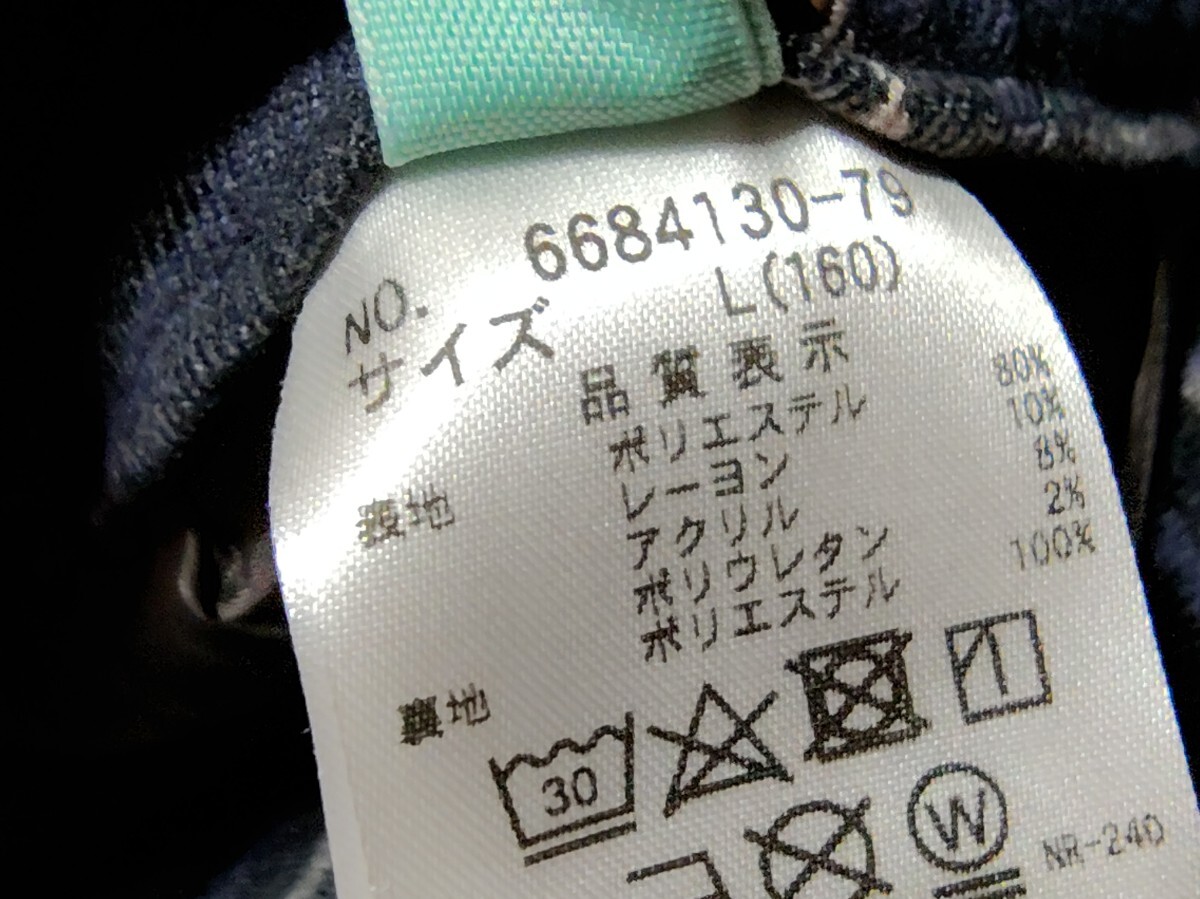 NO. 6684130-79
サイズ L(160)
品質表示
表地 ポリエステル 80%
レーヨン 10%
アクリル 8%
ポリウレタン 2%
裏地 ポリエステル 100%
30
W
NR-240